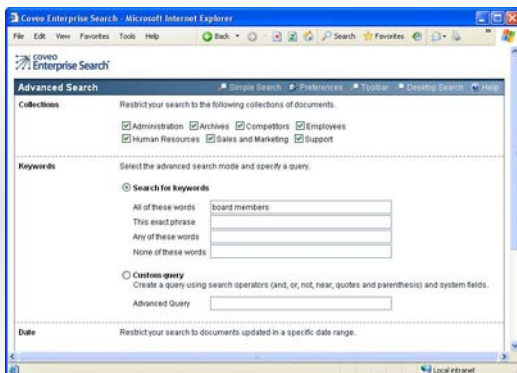 Coveo Enterprise Search - Microsoft Internet Explorer
File Edit View Favorites Tools Help Back Search Favorites
coveo
Enterprise Search
Advanced Search Simple Search Preferences Toolbar Desktop Search Help
Collections Restrict your search to the following collections of documents.
Administration Archives Competitors Employees
Human Resources Sales and Marketing Support
Keywords Select the advanced search mode and specify a query.
Search for keywords
All of these words board members
This exact phrase
Any of these words
None of these words
Custom query
Create a query using search operators (and, or, not, near, quotes and parenthesis) and system fields.
Advanced Query
Date Restrict your search to documents updated in a specific date range.
Local intranet